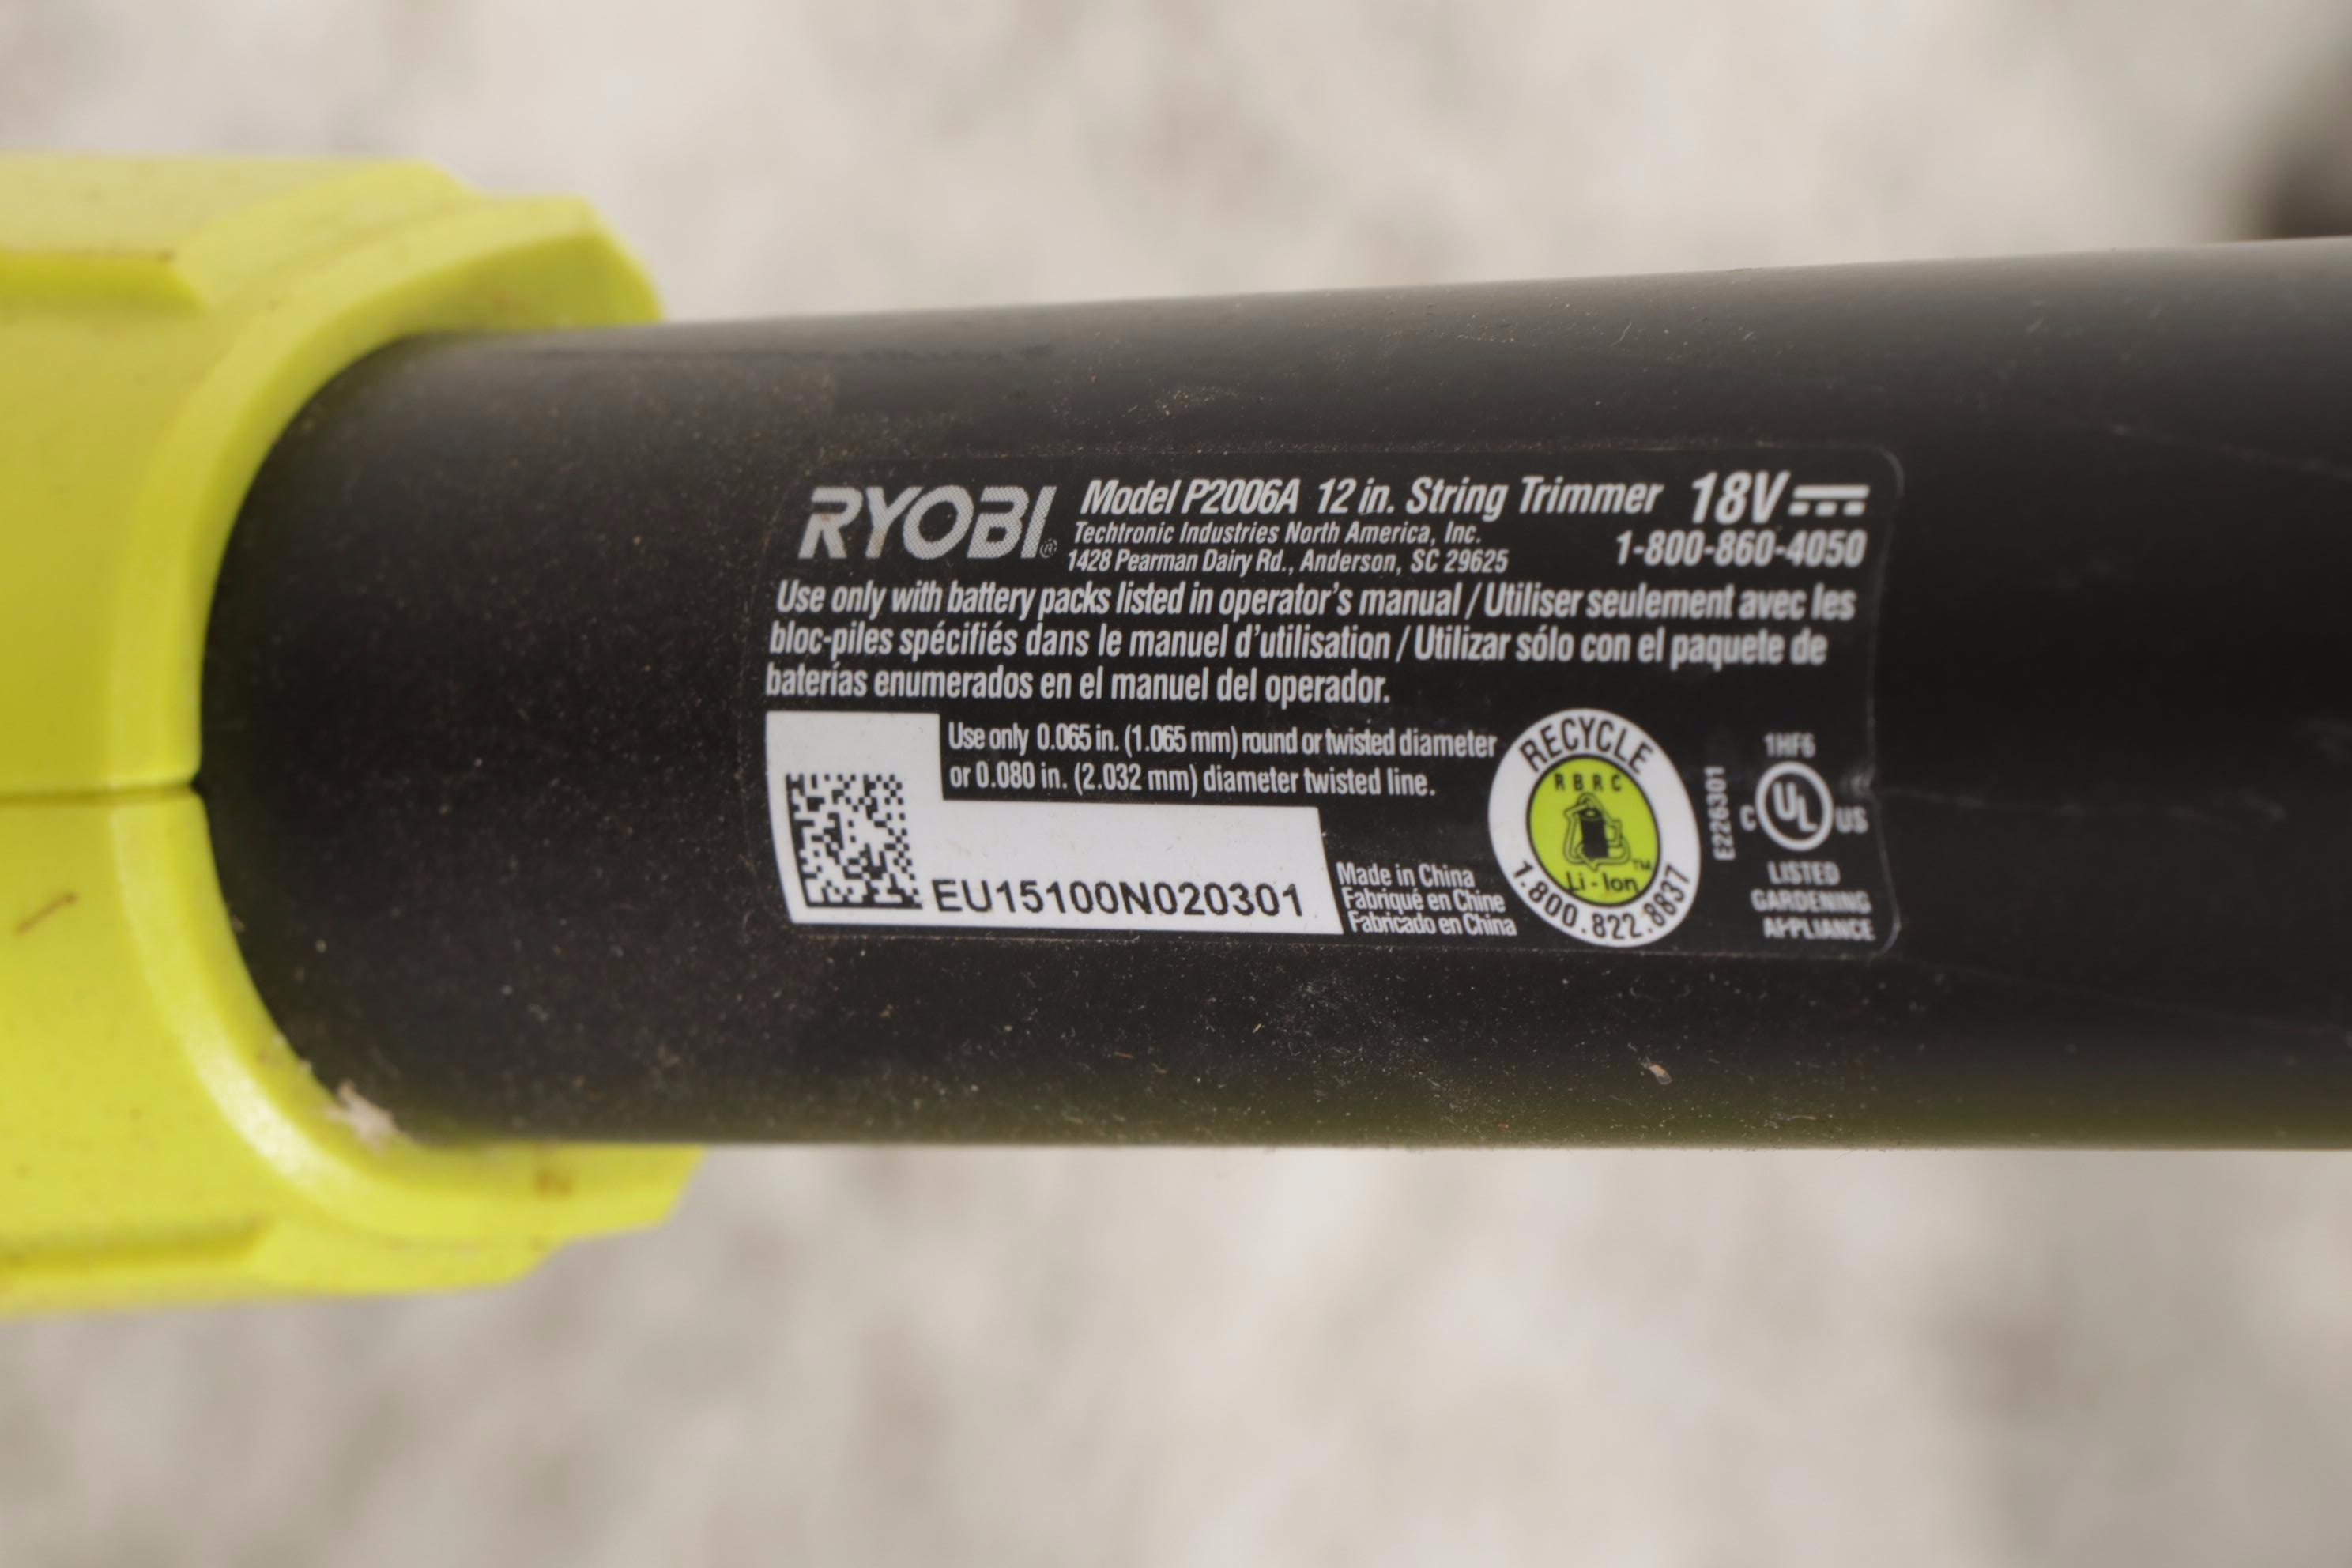 RYOBI® Model P2006A 12 in. String Trimmer 18V
Techtronic Industries North America, Inc.
1428 Pearman Dairy Rd., Anderson, SC 29625
1-800-860-4050
Use only with battery packs listed in operator's manual / Utiliser seulement avec les
bloc-piles spécifiés dans le manuel d'utilisation / Utilizar sólo con el paquete de
baterías enumerados en el manuel del operador.
Use only 0.065 in. (1.065 mm) round or twisted diameter
or 0.080 in. (2.032 mm) diameter twisted line.
EU15100N020301
Made in China
Fabriqué en Chine
Fabricado en China
RECYCLE
RBRC
TM
Li-Ion
1.800.822.8837
E226301
1HF6
C UL US
LISTED
GARDENING
APPLIANCE